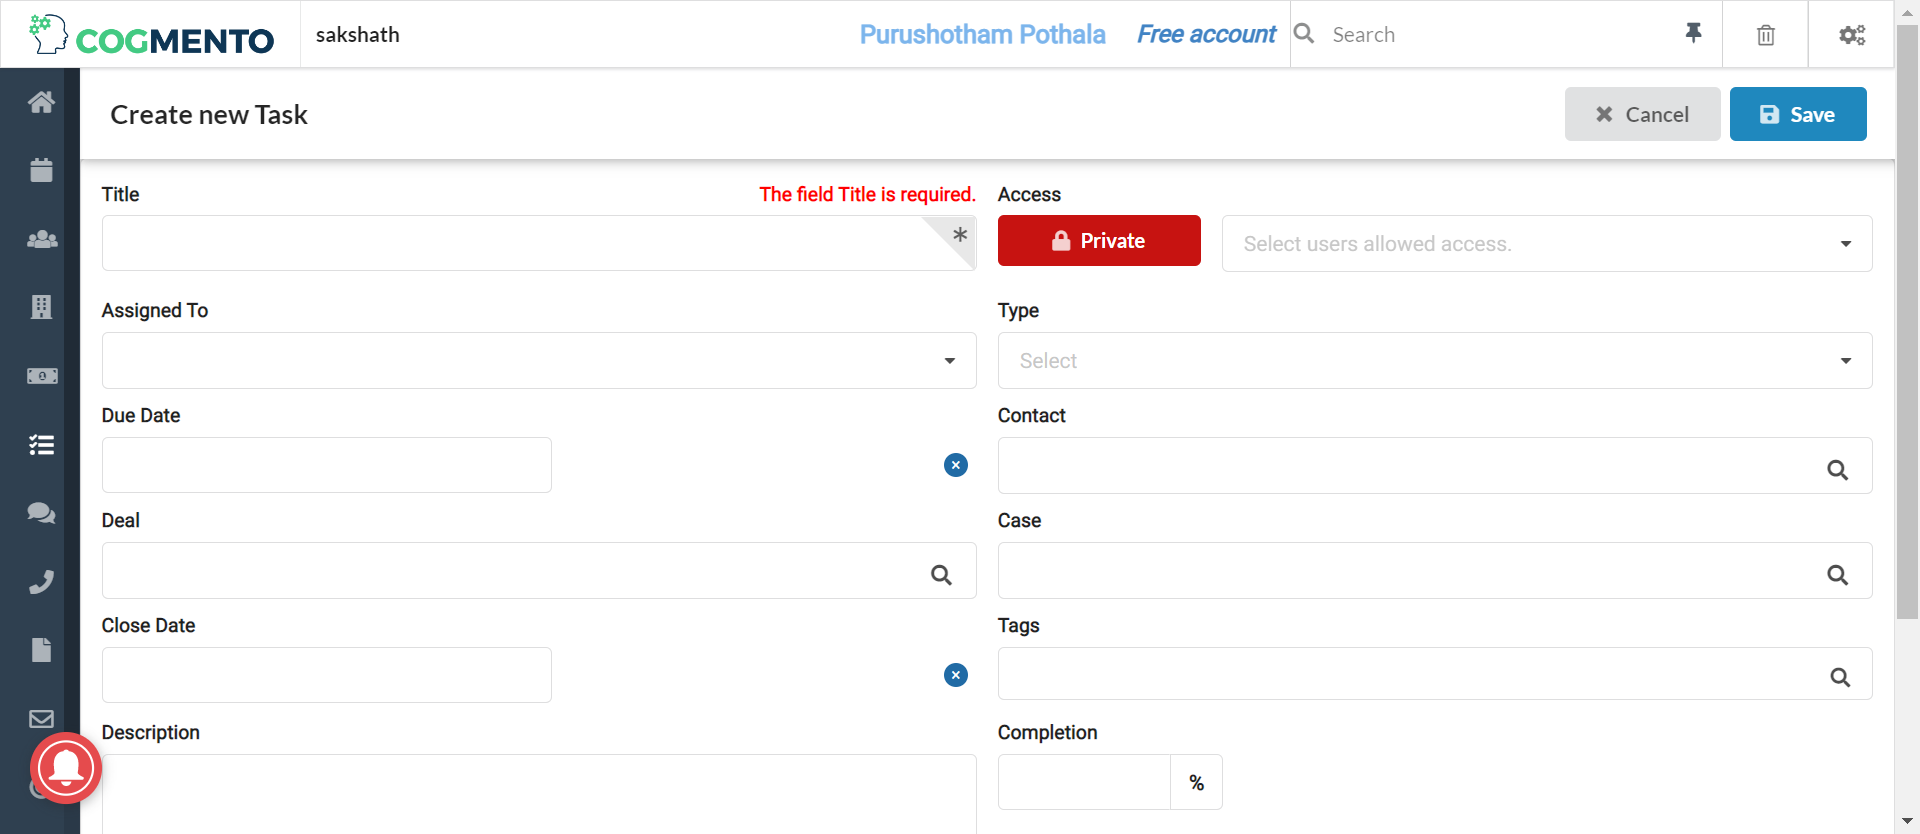 COGMENTO
sakshath
Purushotham Pothala
Free account
Search
Create new Task
Cancel
Save
Title
The field Title is required.
*
Access
Private
Select users allowed access.
Assigned To
Type
Select
Due Date
Contact
Deal
Case
Close Date
Tags
Description
Completion
%